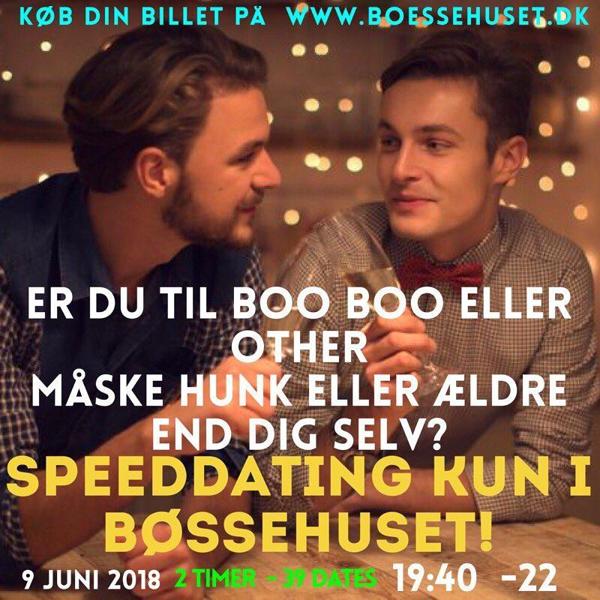 KØB DIN BILLET PÄ WWW.BOESSEHUSET.DK
ER DU TIL BOO BOO ELLER
OTHER
MÅSKE HUNK ELLER ÆLDRE
END DIG SELV?
SPEEDDATING KUN I
BØSSEHUSET!
9 JUNI 2018 2 TIMER - 39 DATES 19:40 -22